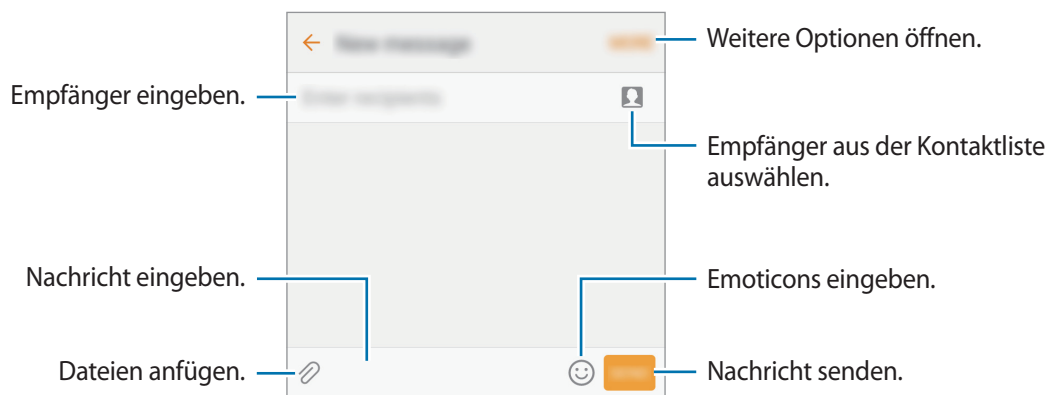 Weitere Optionen öffnen.
Empfänger eingeben.
Empfänger aus der Kontaktliste
auswählen.
Nachricht eingeben.
Emoticons eingeben.
Dateien anfügen.
Nachricht senden.